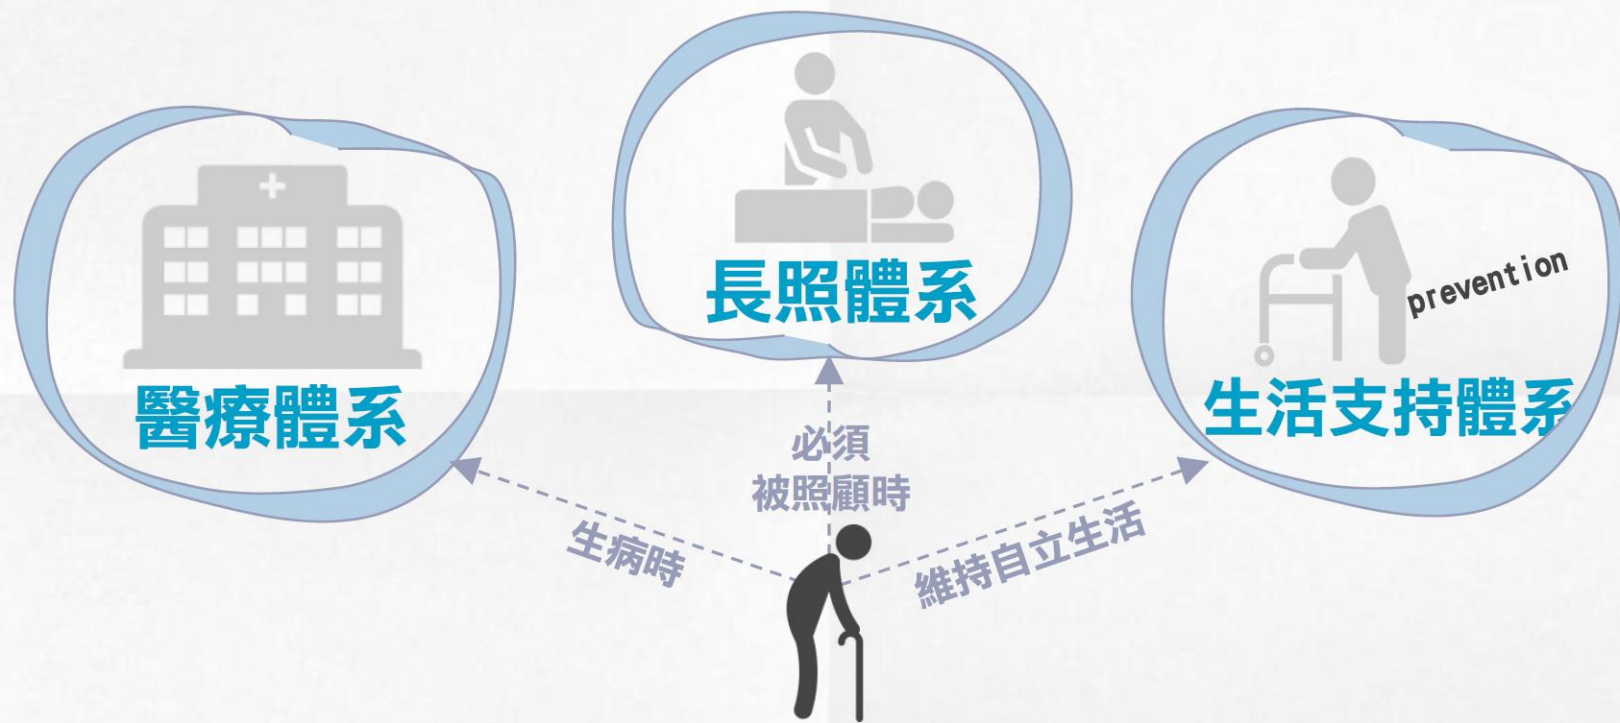 長照體系
prevention
醫療體系
生活支持體系
必須
被照顧時
生病時
維持自立生活